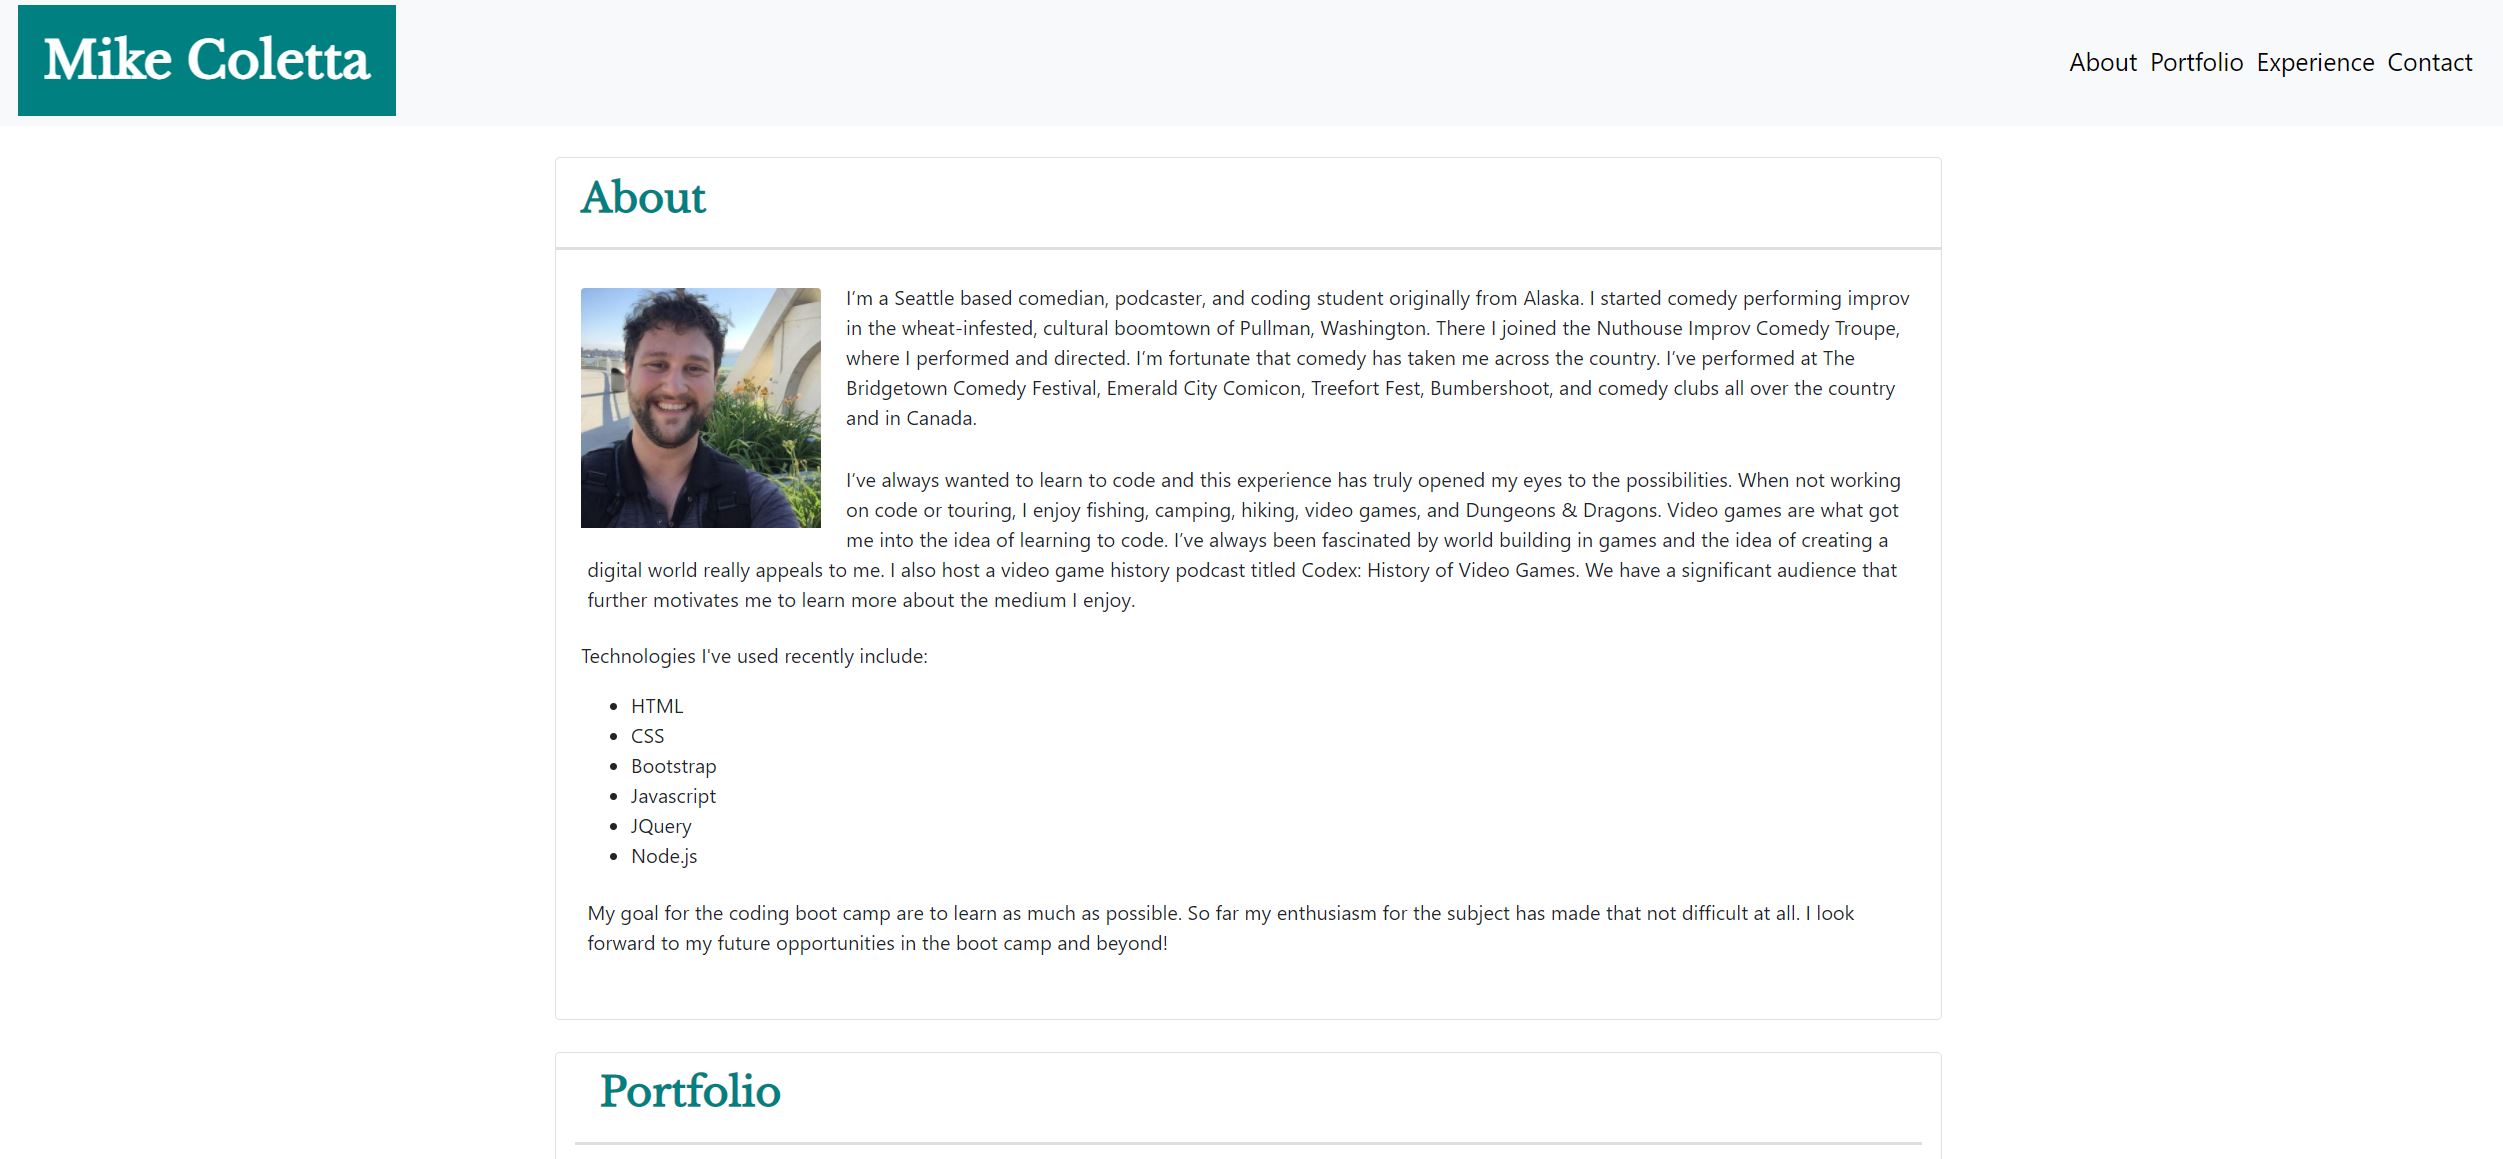 Mike Coletta
About Portfolio Experience Contact
About
I’m a Seattle based comedian, podcaster, and coding student originally from Alaska. I started comedy performing improv
in the wheat-infested, cultural boomtown of Pullman, Washington. There I joined the Nuthouse Improv Comedy Troupe,
where I performed and directed. I’m fortunate that comedy has taken me across the country. I’ve performed at The
Bridgetown Comedy Festival, Emerald City Comicon, Treefort Fest, Bumbershoot, and comedy clubs all over the country
and in Canada.
I’ve always wanted to learn to code and this experience has truly opened my eyes to the possibilities. When not working
on code or touring, I enjoy fishing, camping, hiking, video games, and Dungeons & Dragons. Video games are what got
me into the idea of learning to code. I’ve always been fascinated by world building in games and the idea of creating a
digital world really appeals to me. I also host a video game history podcast titled Codex: History of Video Games. We have a significant audience that
further motivates me to learn more about the medium I enjoy.
Technologies I've used recently include:
• HTML
• CSS
• Bootstrap
• Javascript
• JQuery
• Node.js
My goal for the coding boot camp are to learn as much as possible. So far my enthusiasm for the subject has made that not difficult at all. I look
forward to my future opportunities in the boot camp and beyond!
Portfolio